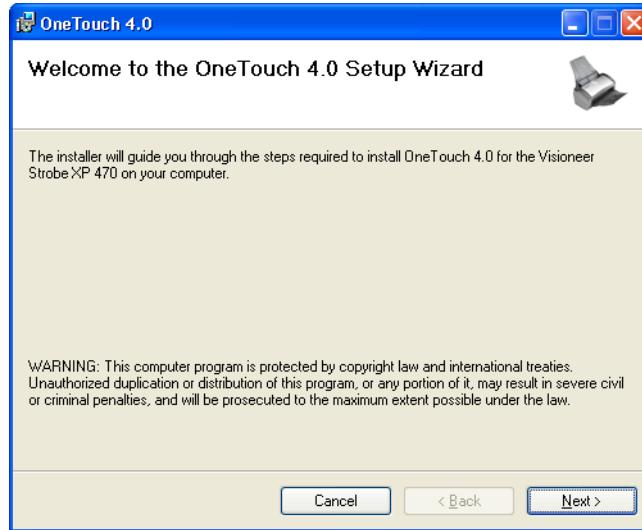 OneTouch 4.0
Welcome to the OneTouch 4.0 Setup Wizard
The installer will guide you through the steps required to install OneTouch 4.0 for the Visioneer
Strobe XP 470 on your computer.
WARNING: This computer program is protected by copyright law and international treaties.
Unauthorized duplication or distribution of this program, or any portion of it, may result in severe civil
or criminal penalties, and will be prosecuted to the maximum extent possible under the law.
Cancel < Back Next >